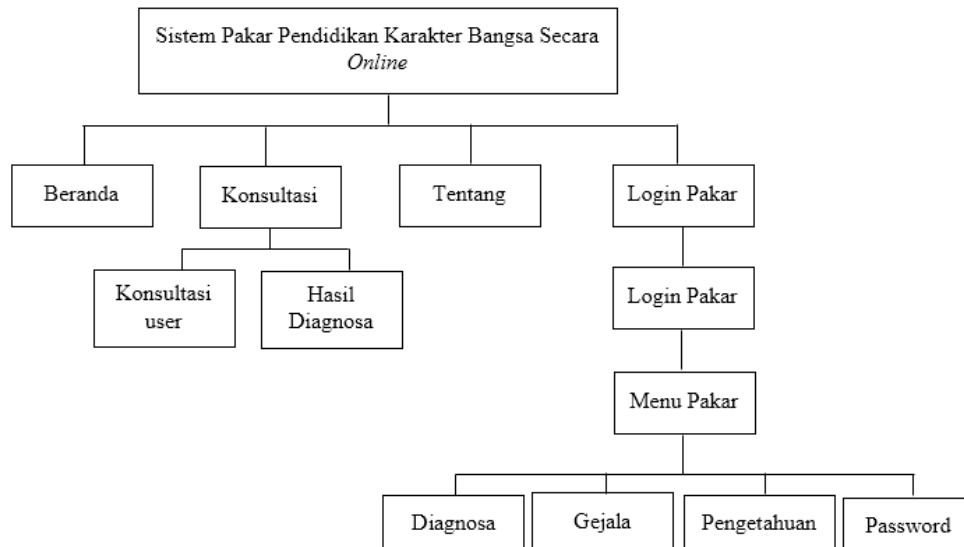 Sistem Pakar Pendidikan Karakter Bangsa Secara
Online
Beranda
Konsultasi
Tentang
Login Pakar
Konsultasi
user
Hasil
Diagnosa
Login Pakar
Menu Pakar
Diagnosa
Gejala
Pengetahuan
Password